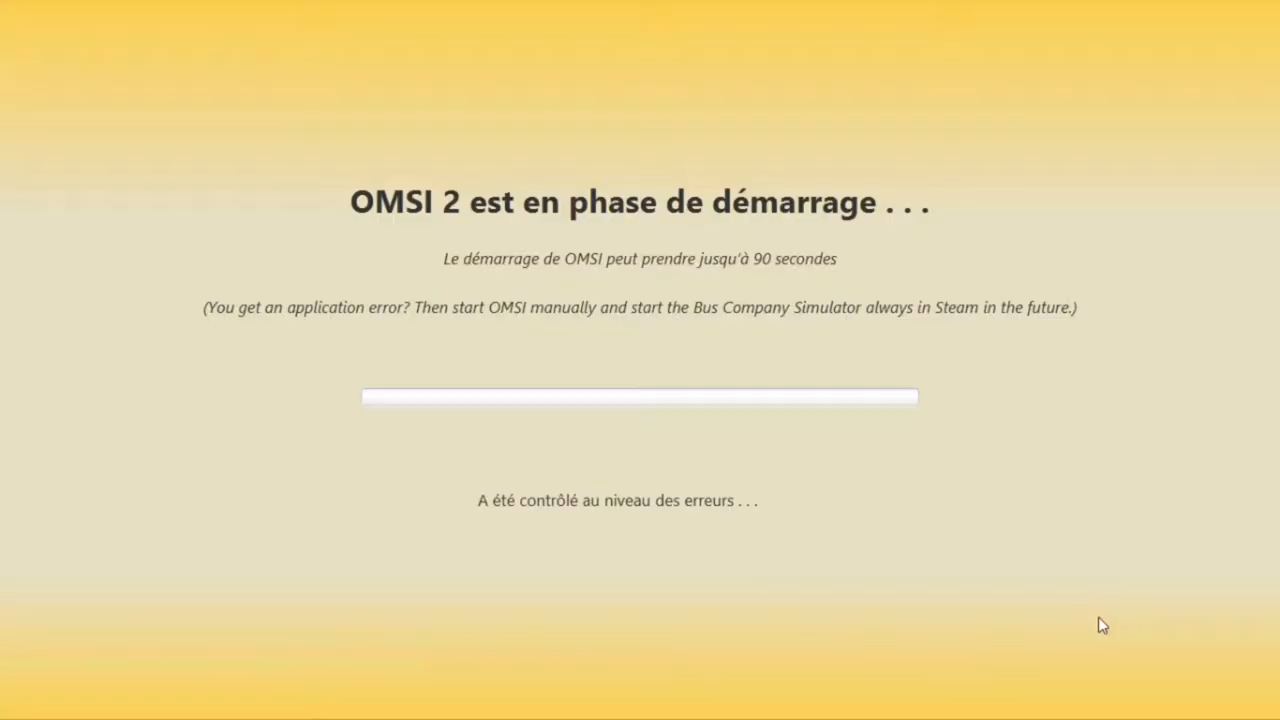 OMSI 2 est en phase de démarrage . . .
Le démarrage de OMSI peut prendre jusqu'à 90 secondes
(You get an application error? Then start OMSI manually and start the Bus Company Simulator always in Steam in the future.)
A été contrôlé au niveau des erreurs . . .